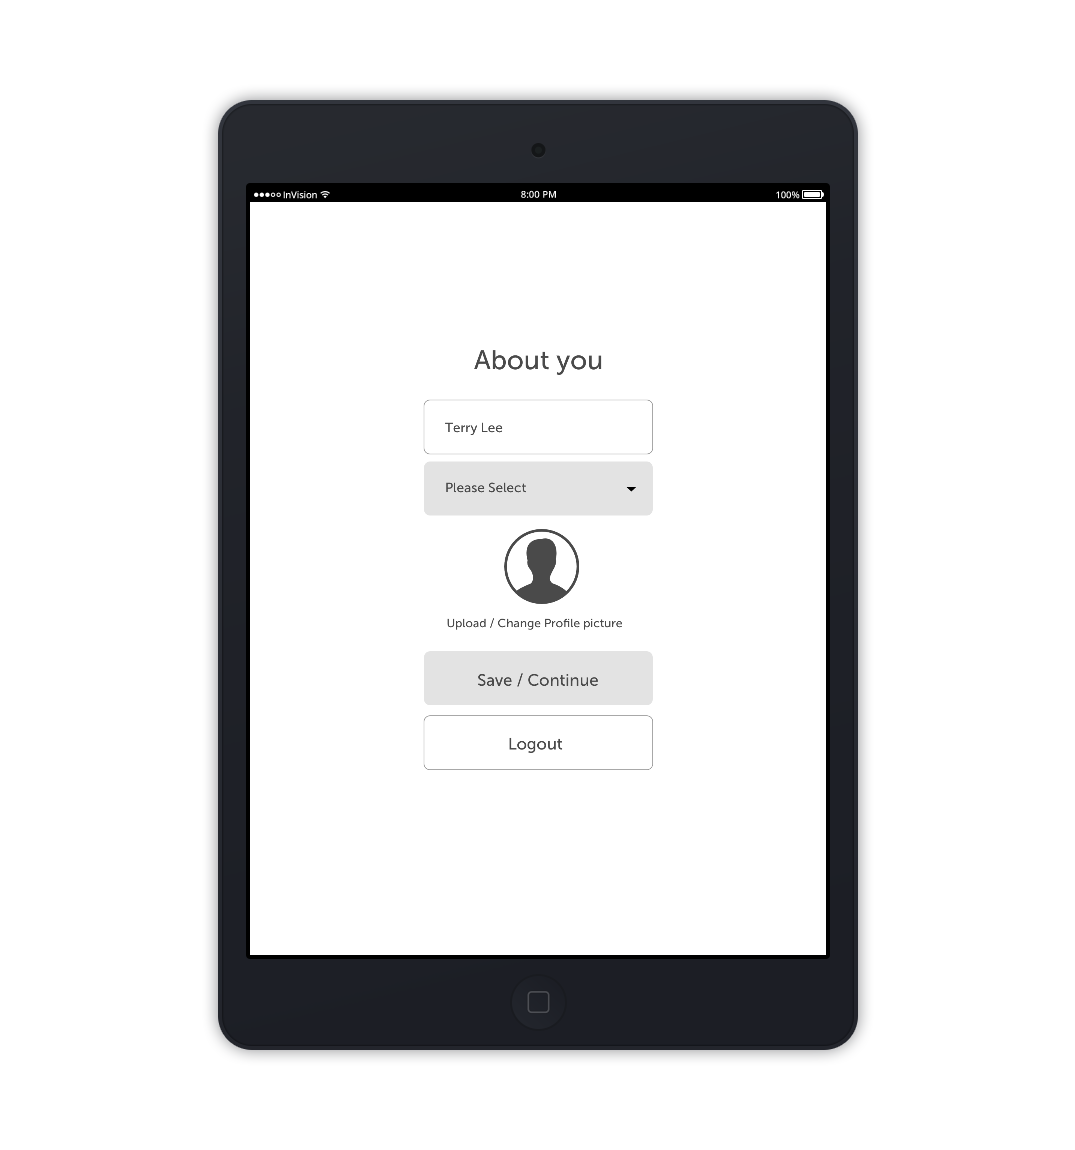 InVision 8:00 PM 100%
About you
Terry Lee
Please Select
Upload / Change Profile picture
Save / Continue
Logout